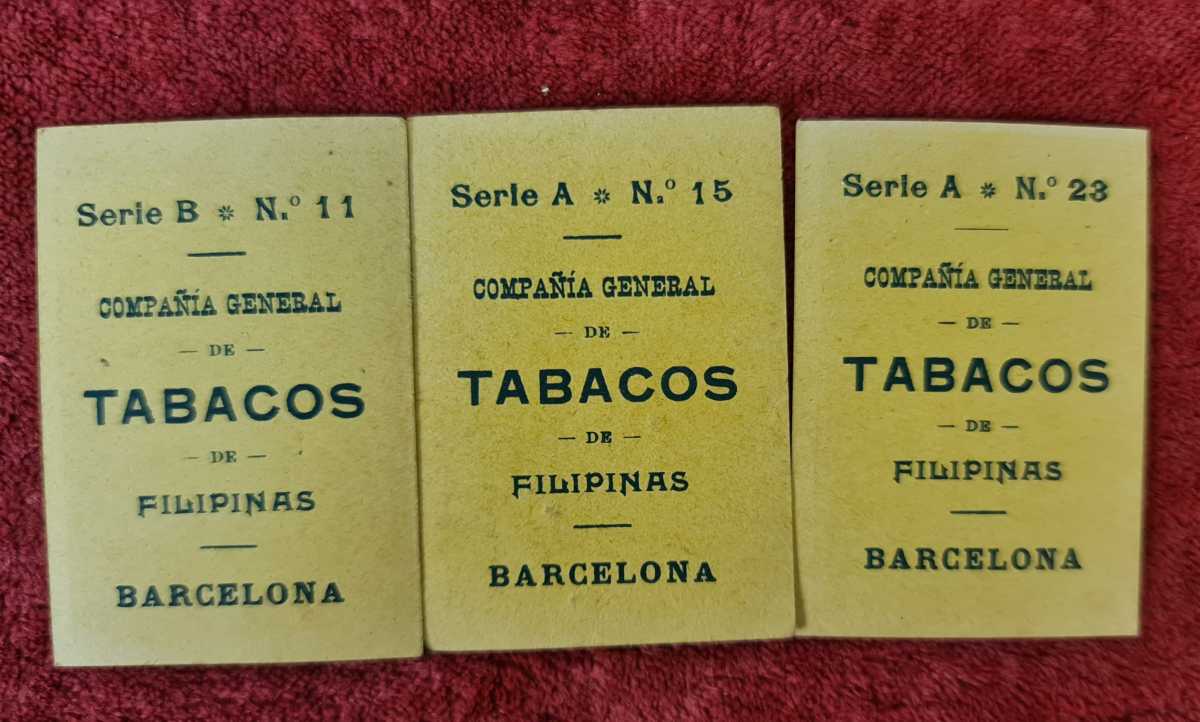 Serie B * N.º 11
COMPAÑÍA GENERAL
— DE —
TABACOS
— DE —
FILIPINAS
BARCELONA
Serie A * N.º 15
COMPAÑÍA GENERAL
— DE —
TABACOS
— DE —
FILIPINAS
BARCELONA
Serie A * N.º 23
COMPAÑÍA GENERAL
— DE —
TABACOS
— DE —
FILIPINAS
BARCELONA